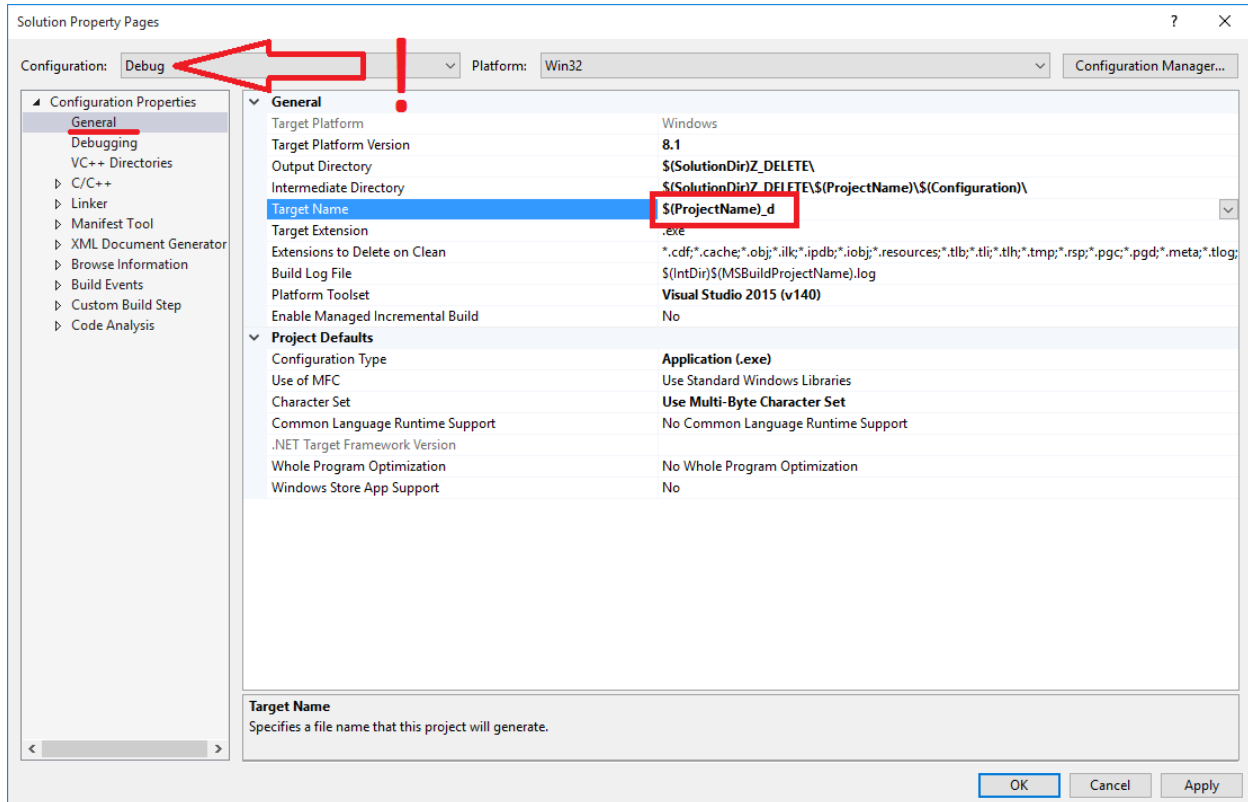 Solution Property Pages
? ×
Configuration: Debug ! Platform: Win32 Configuration Manager...
Configuration Properties
General
Debugging
VC++ Directories
C/C++
Linker
Manifest Tool
XML Document Generator
Browse Information
Build Events
Custom Build Step
Code Analysis
General
Target Platform Windows
Target Platform Version 8.1
Output Directory $(SolutionDir)Z_DELETE\
Intermediate Directory $(SolutionDir)Z_DELETE\$(ProjectName)\$(Configuration)\
Target Name $(ProjectName)_d
Target Extension .exe
Extensions to Delete on Clean *.cdf;*.cache;*.obj;*.ilk;*.ipdb;*.iobj;*.resources;*.tlb;*.tli;*.tlh;*.tmp;*.rsp;*.pgc;*.pgd;*.meta;*.tlog;
Build Log File $(IntDir)$(MSBuildProjectName).log
Platform Toolset Visual Studio 2015 (v140)
Enable Managed Incremental Build No
Project Defaults
Configuration Type Application (.exe)
Use of MFC Use Standard Windows Libraries
Character Set Use Multi-Byte Character Set
Common Language Runtime Support No Common Language Runtime Support
.NET Target Framework Version
Whole Program Optimization No Whole Program Optimization
Windows Store App Support No
Target Name
Specifies a file name that this project will generate.
OK Cancel Apply